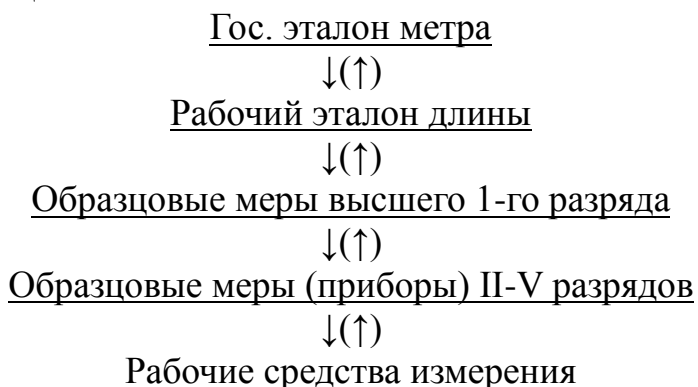 Гос. эталон метра
↓(↑)
Рабочий эталон длины
↓(↑)
Образцовые меры высшего 1-го разряда
↓(↑)
Образцовые меры (приборы) II-V разрядов
↓(↑)
Рабочие средства измерения